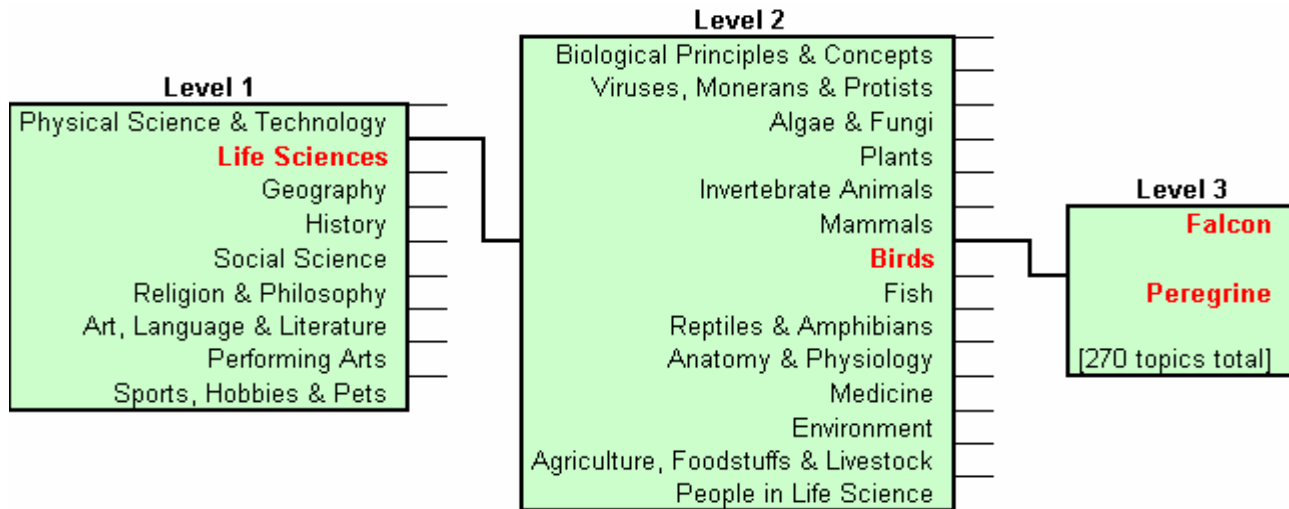 Level 1
Physical Science & Technology
Life Sciences
Geography
History
Social Science
Religion & Philosophy
Art, Language & Literature
Performing Arts
Sports, Hobbies & Pets
Level 2
Biological Principles & Concepts
Viruses, Monerans & Protists
Algae & Fungi
Plants
Invertebrate Animals
Mammals
Birds
Fish
Reptiles & Amphibians
Anatomy & Physiology
Medicine
Environment
Agriculture, Foodstuffs & Livestock
People in Life Science
Level 3
Falcon
Peregrine
[270 topics total]